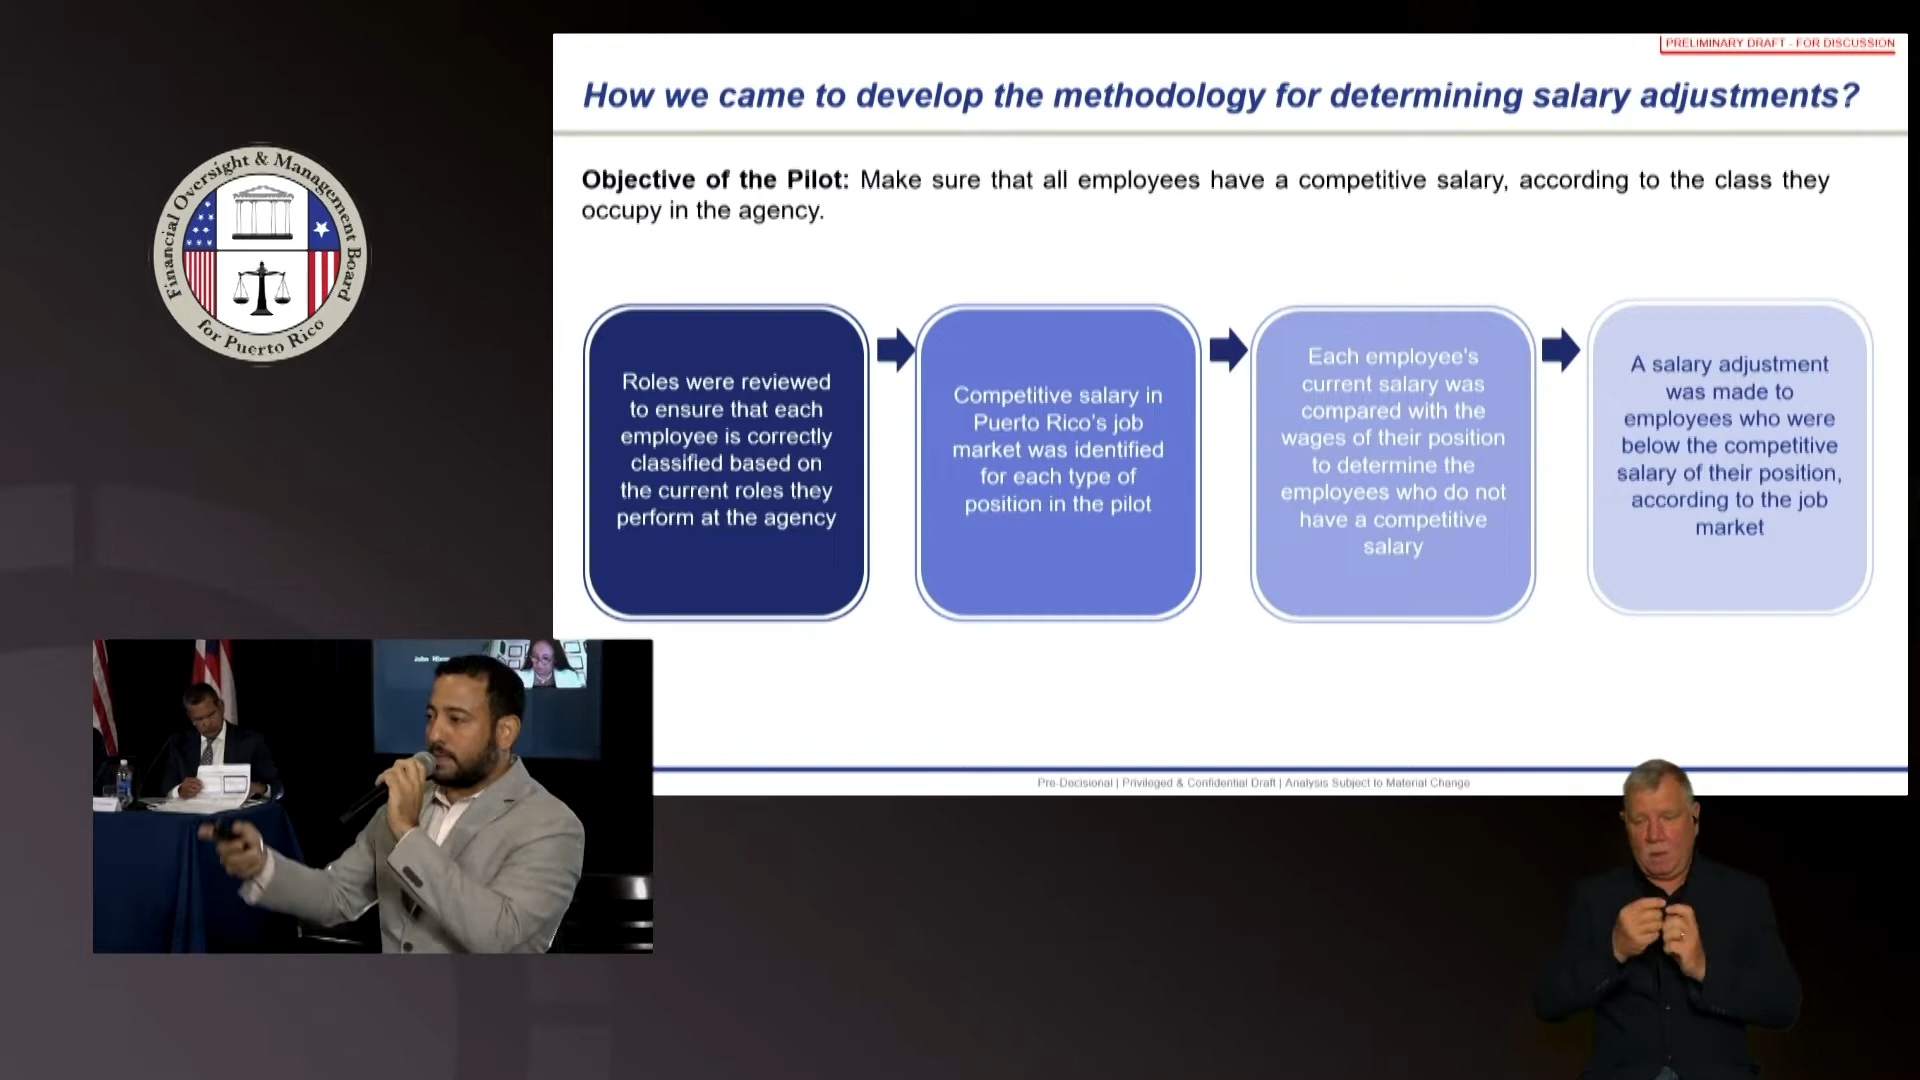 PRELIMINARY DRAFT - FOR DISCUSSION
How we came to develop the methodology for determining salary adjustments?
Objective of the Pilot: Make sure that all employees have a competitive salary, according to the class they
occupy in the agency.
Financial Oversight & Management Board
for Puerto Rico
Roles were reviewed
to ensure that each
employee is correctly
classified based on
the current roles they
perform at the agency
Competitive salary in
Puerto Rico's job
market was identified
for each type of
position in the pilot
Each employee's
current salary was
compared with the
wages of their position
to determine the
employees who do not
have a competitive
salary
A salary adjustment
was made to
employees who were
below the competitive
salary of their position,
according to the job
market
John
Pre-Decisional | Privileged & Confidential Draft | Analysis Subject to Material Change